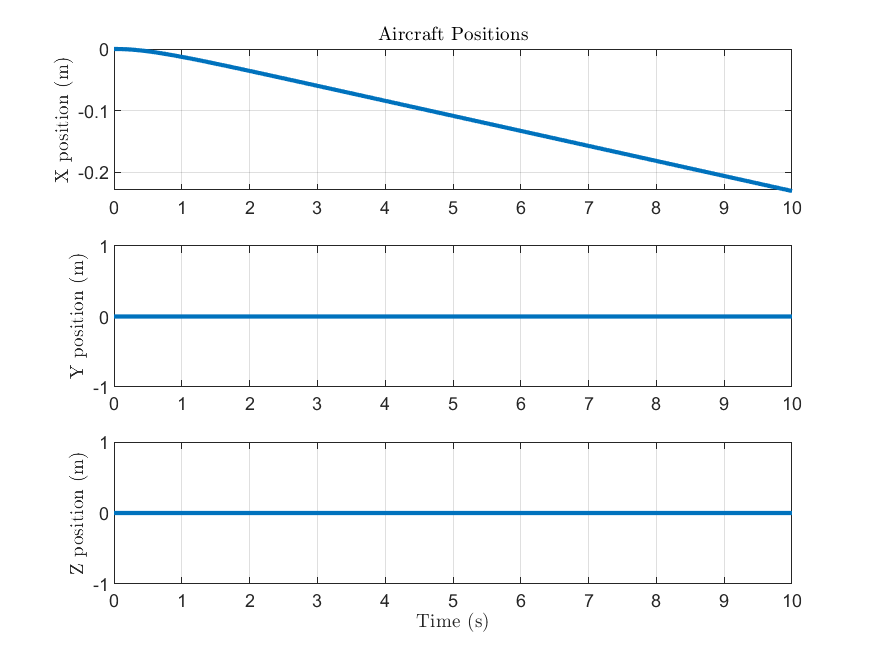 Aircraft Positions
X position (m)
0
-0.1
-0.2
0 1 2 3 4 5 6 7 8 9 10
Y position (m)
1
0
-1
0 1 2 3 4 5 6 7 8 9 10
Z position (m)
1
0
-1
0 1 2 3 4 5 6 7 8 9 10
Time (s)